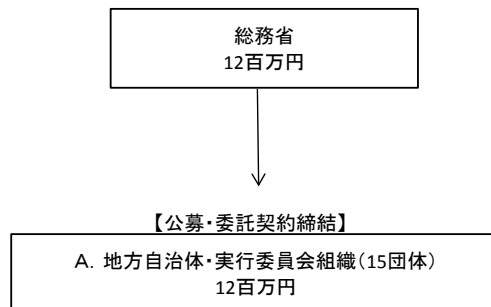 総務省
12百万円
【公募・委託契約締結】
A. 地方自治体・実行委員会組織(15団体)
12百万円